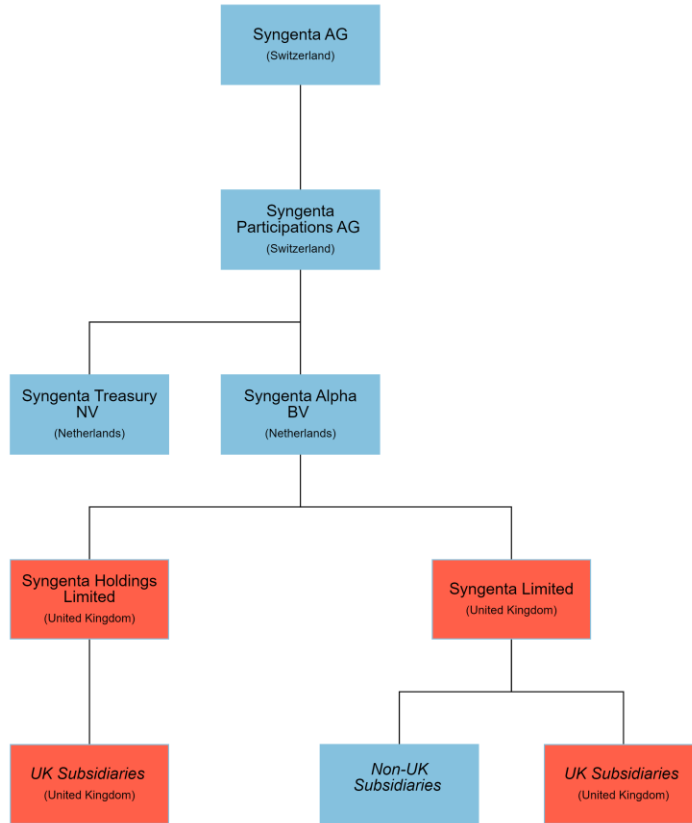 Syngenta AG
(Switzerland)
Syngenta
Participations AG
(Switzerland)
Syngenta Treasury
NV
(Netherlands)
Syngenta Alpha
BV
(Netherlands)
Syngenta Holdings
Limited
(United Kingdom)
Syngenta Limited
(United Kingdom)
UK Subsidiaries
(United Kingdom)
Non-UK
Subsidiaries
UK Subsidiaries
(United Kingdom)